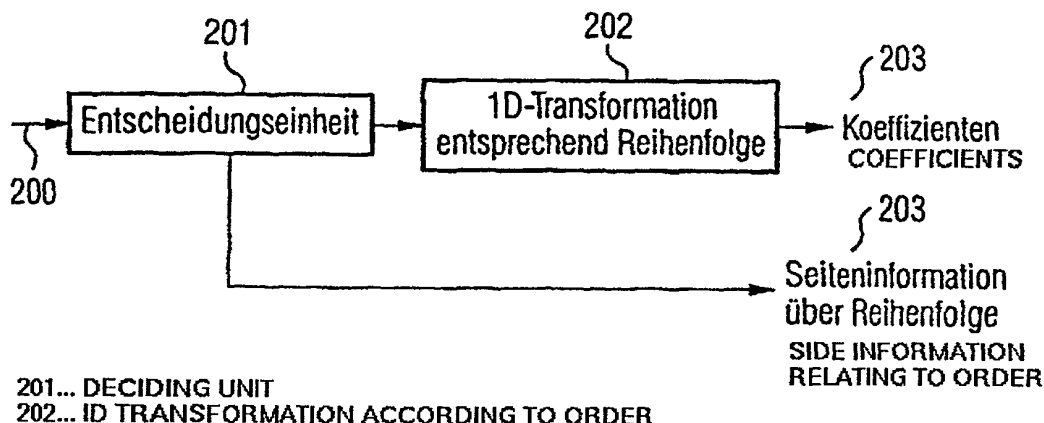 201
202
203
Entscheidungseinheit
1D-Transformation
entsprechend Reihenfolge
Koeffizienten
COEFFICIENTS
200
203
Seiteninformation
über Reihenfolge
SIDE INFORMATION
RELATING TO ORDER
201... DECIDING UNIT
202... ID TRANSFORMATION ACCORDING TO ORDER